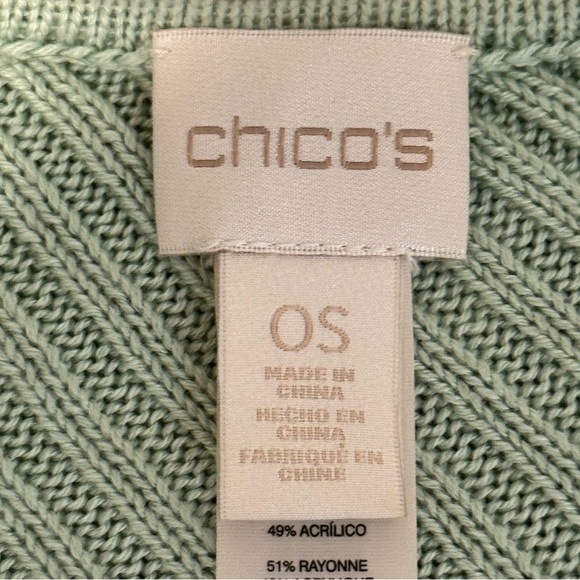 chico's
OS
MADE IN
CHINA
HECHO EN
CHINA
FABRIQUÉ EN
CHINE
49% ACRÍLICO
51% RAYONNE